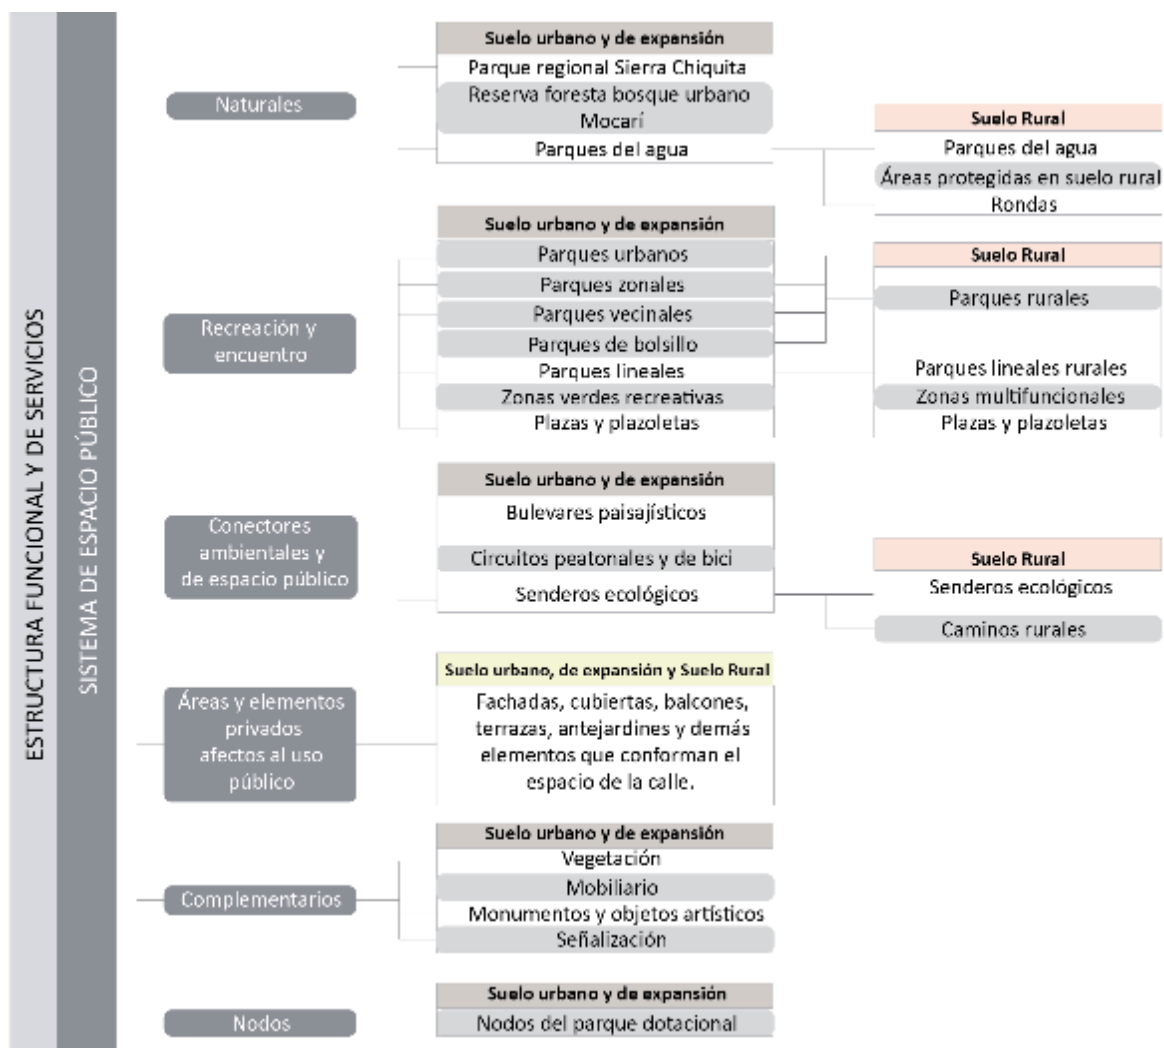 ESTRUCTURA FUNCIONAL Y DE SERVICIOS
SISTEMA DE ESPACIO PÚBLICO
Naturales
Suelo urbano y de expansión
Parque regional Sierra Chiquita
Reserva foresta bosque urbano
Mocarí
Parques del agua
Suelo Rural
Parques del agua
Áreas protegidas en suelo rural
Rondas
Recreación y
encuentro
Suelo urbano y de expansión
Parques urbanos
Parques zonales
Parques vecinales
Parques de bolsillo
Parques lineales
Zonas verdes recreativas
Plazas y plazoletas
Suelo Rural
Parques rurales
Parques lineales rurales
Zonas multifuncionales
Plazas y plazoletas
Conectores
ambientales y
de espacio público
Suelo urbano y de expansión
Bulevares paisajísticos
Circuitos peatonales y de bici
Senderos ecológicos
Suelo Rural
Senderos ecológicos
Caminos rurales
Áreas y elementos
privados
afectos al uso
público
Suelo urbano, de expansión y Suelo Rural
Fachadas, cubiertas, balcones,
terrazas, antejardines y demás
elementos que conforman el
espacio de la calle.
Complementarios
Suelo urbano y de expansión
Vegetación
Mobiliario
Monumentos y objetos artísticos
Señalización
Nodos
Suelo urbano y de expansión
Nodos del parque dotacional